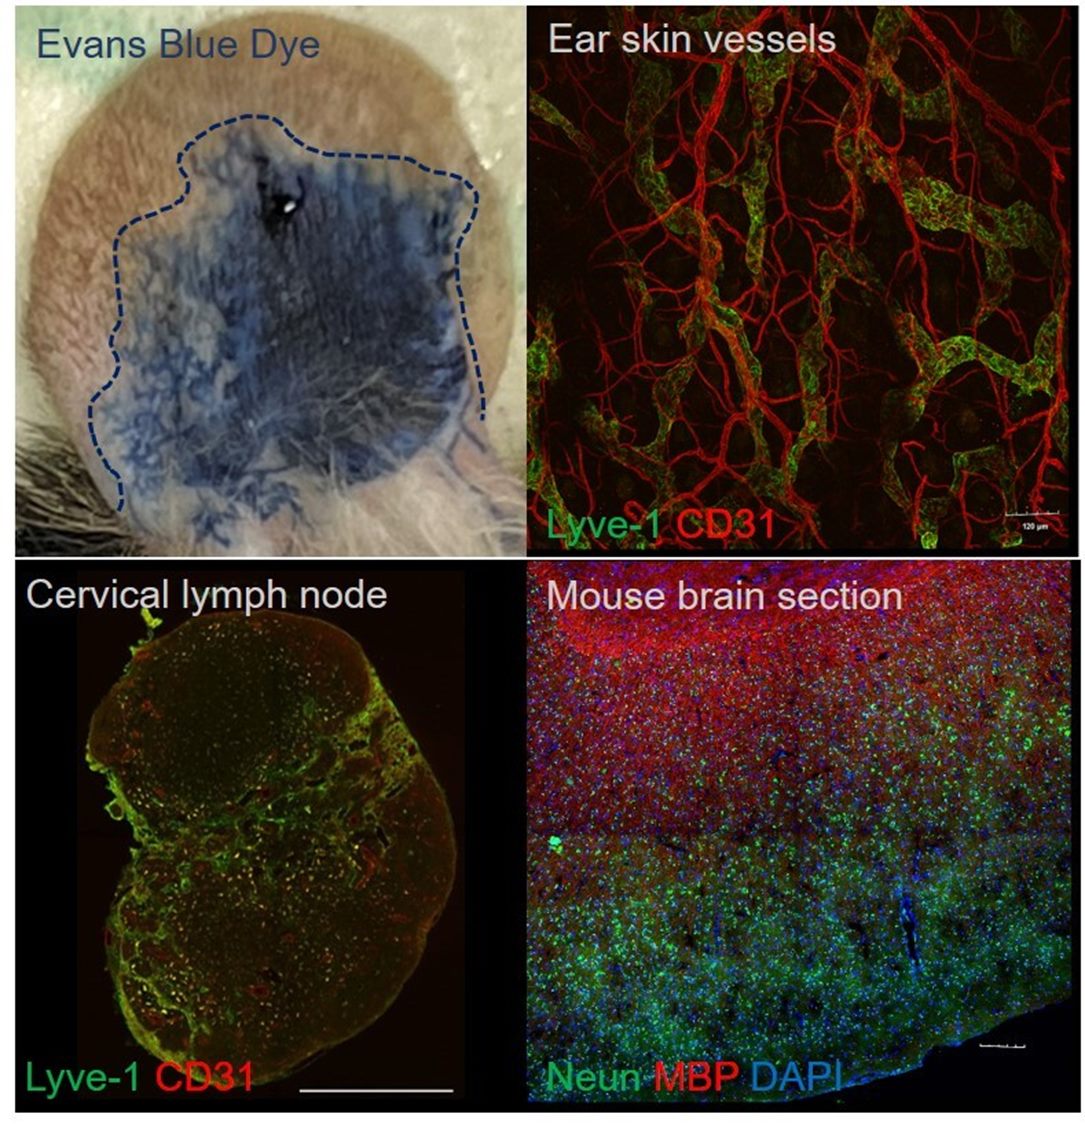 Evans Blue Dye
Ear skin vessels
Lyve-1 CD31
120 µm
Cervical lymph node
Mouse brain section
Lyve-1 CD31
Neun MBP DAPI